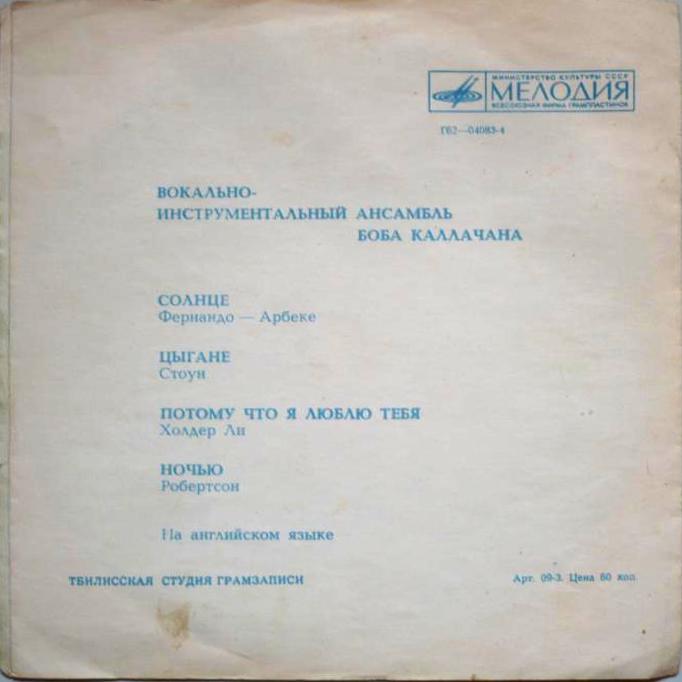 МИНИСТЕРСТВО КУЛЬТУРЫ СССР
МЕЛОДИЯ
ВСЕСОЮЗНАЯ ФИРМА ГРАМПЛАСТИНОК
Г62—04083-4
ВОКАЛЬНО-
ИНСТРУМЕНТАЛЬНЫЙ АНСАМБЛЬ
БОБА КАЛЛАЧАНА
СОЛНЦЕ
Фернандо — Арбеке
ЦЫГАНЕ
Стоун
ПОТОМУ ЧТО Я ЛЮБЛЮ ТЕБЯ
Холдер Ли
НОЧЬЮ
Робертсон
На английском языке
ТБИЛИССКАЯ СТУДИЯ ГРАМЗАПИСИ
Арт. 09-3. Цена 60 коп.